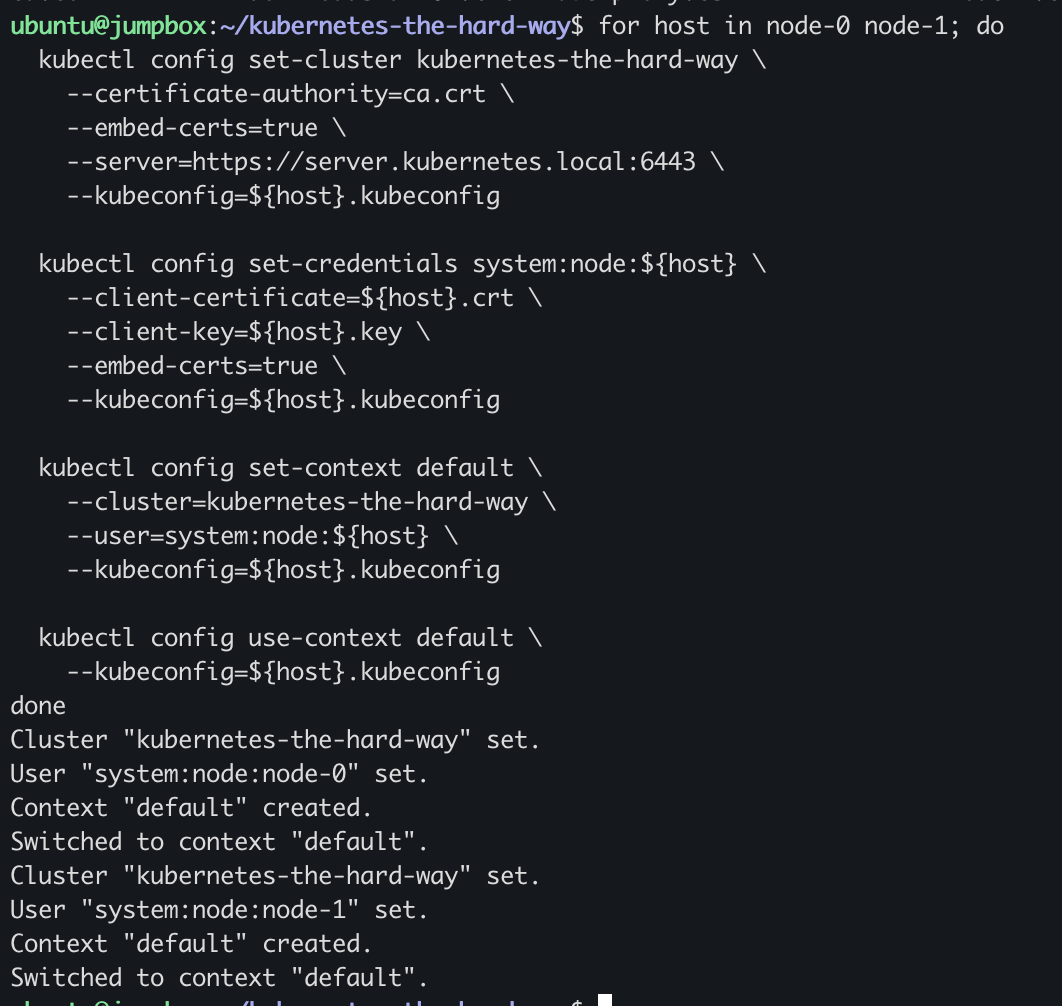 ubuntu@jumpbox:~/kubernetes-the-hard-way$ for host in node-0 node-1; do
  kubectl config set-cluster kubernetes-the-hard-way \
    --certificate-authority=ca.crt \
    --embed-certs=true \
    --server=https://server.kubernetes.local:6443 \
    --kubeconfig=${host}.kubeconfig

  kubectl config set-credentials system:node:${host} \
    --client-certificate=${host}.crt \
    --client-key=${host}.key \
    --embed-certs=true \
    --kubeconfig=${host}.kubeconfig

  kubectl config set-context default \
    --cluster=kubernetes-the-hard-way \
    --user=system:node:${host} \
    --kubeconfig=${host}.kubeconfig

  kubectl config use-context default \
    --kubeconfig=${host}.kubeconfig
done
Cluster "kubernetes-the-hard-way" set.
User "system:node:node-0" set.
Context "default" created.
Switched to context "default".
Cluster "kubernetes-the-hard-way" set.
User "system:node:node-1" set.
Context "default" created.
Switched to context "default".